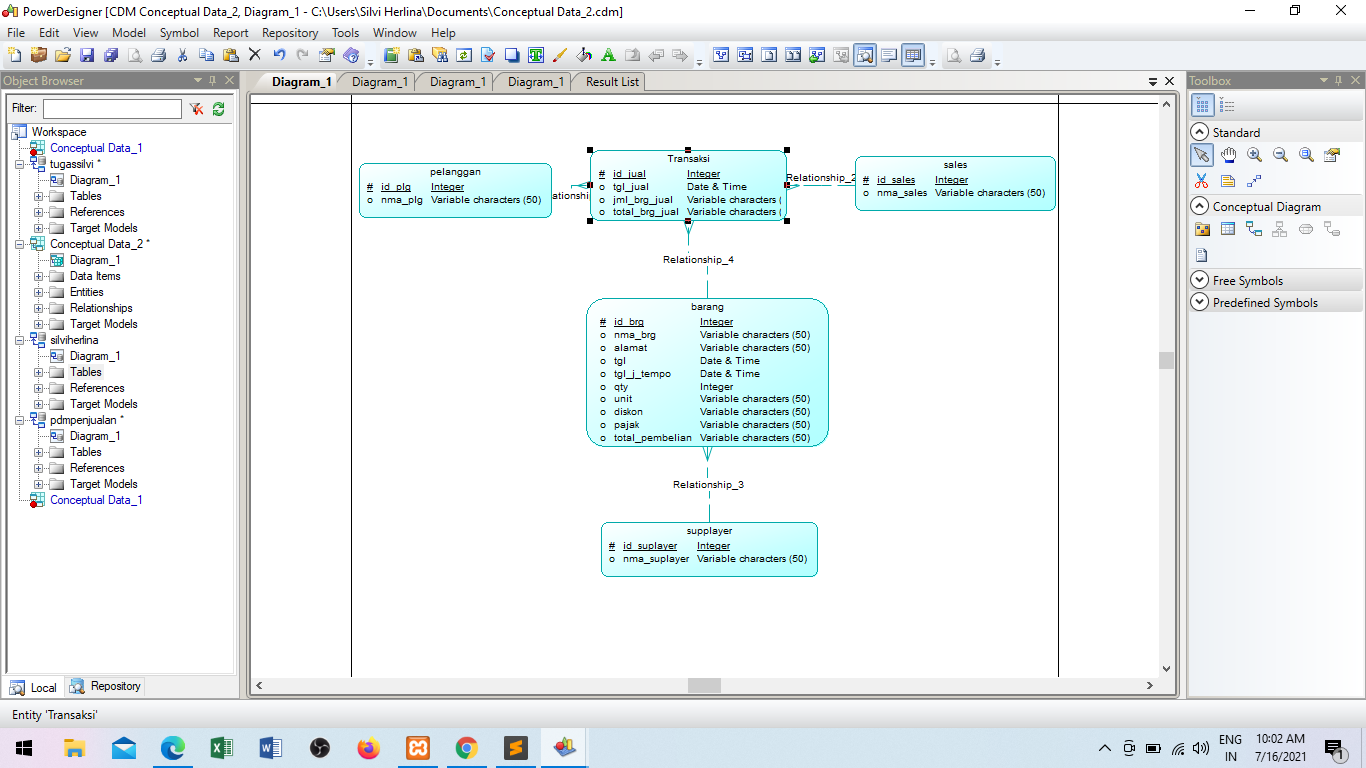 PowerDesigner [CDM Conceptual Data_2, Diagram_1 - C:\Users\Silvi Herlina\Documents\Conceptual Data_2.cdm]
File Edit View Model Symbol Report Repository Tools Window Help
Object Browser
Filter:
Workspace
Conceptual Data_1
tugassilvi *
Diagram_1
Tables
References
Target Models
Conceptual Data_2 *
Diagram_1
Data Items
Entities
Relationships
Target Models
silviherlina
Diagram_1
Tables
References
Target Models
pdmpenjualan *
Diagram_1
Tables
References
Target Models
Conceptual Data_1
Local Repository
Diagram_1 Diagram_1 Diagram_1 Diagram_1 Result List
pelanggan
# id_plg Integer
o nma_plg Variable characters (50)
ationshi
Transaksi
# id_jual Integer
o tgl_jual Date & Time
o jml_brg_jual Variable characters (
o total_brg_jual Variable characters (
Relationship_2
sales
# id_sales Integer
o nma_sales Variable characters (50)
Relationship_4
barang
# id_brg Integer
o nma_brg Variable characters (50)
o alamat Variable characters (50)
o tgl Date & Time
o tgl_j_tempo Date & Time
o qty Integer
o unit Variable characters (50)
o diskon Variable characters (50)
o pajak Variable characters (50)
o total_pembelian Variable characters (50)
Relationship_3
supplayer
# id_suplayer Integer
o nma_suplayer Variable characters (50)
Toolbox
Standard
Conceptual Diagram
Free Symbols
Predefined Symbols
Entity 'Transaksi'
ENG
IN
10:02 AM
7/16/2021
1